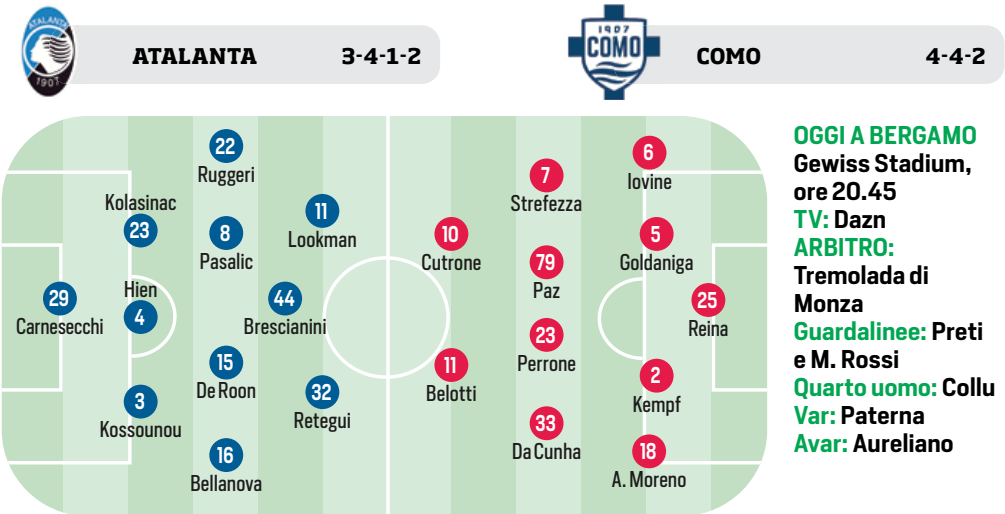 ATALANTA
1907
ATALANTA 3-4-1-2
1907
COMO
COMO 4-4-2
29
Carnesecchi
Kolasinac
23
Hien
4
3
Kossounou
22
Ruggeri
8
Pasalic
15
De Roon
16
Bellanova
44
Brescianini
11
Lookman
32
Retegui
10
Cutrone
11
Belotti
7
Strefezza
79
Paz
23
Perrone
33
Da Cunha
6
Iovine
5
Goldaniga
2
Kempf
18
A. Moreno
25
Reina
OGGI A BERGAMO
Gewiss Stadium,
ore 20.45
TV: Dazn
ARBITRO:
Tremolada di
Monza
Guardalinee: Preti
e M. Rossi
Quarto uomo: Collu
Var: Paterna
Avar: Aureliano